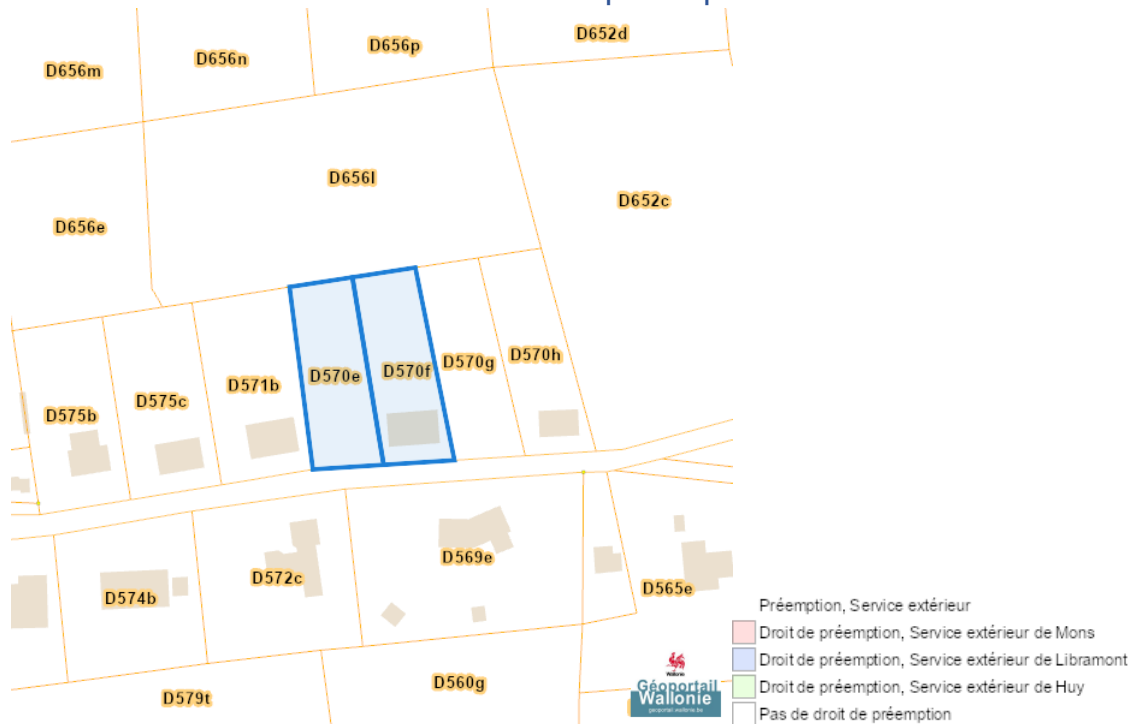 D652d
D656p
D656n
D656m
D656l
D652c
D656e
D570h
D570g
D570f
D570e
D571b
D575c
D575b
D569e
D572c
D565e
D574b
Préemption, Service extérieur
Droit de préemption, Service extérieur de Mons
Droit de préemption, Service extérieur de Libramont
Droit de préemption, Service extérieur de Huy
Pas de droit de préemption
D560g
D579t
Wallonie
Géoportail
Wallonie
geoportail.wallonie.be